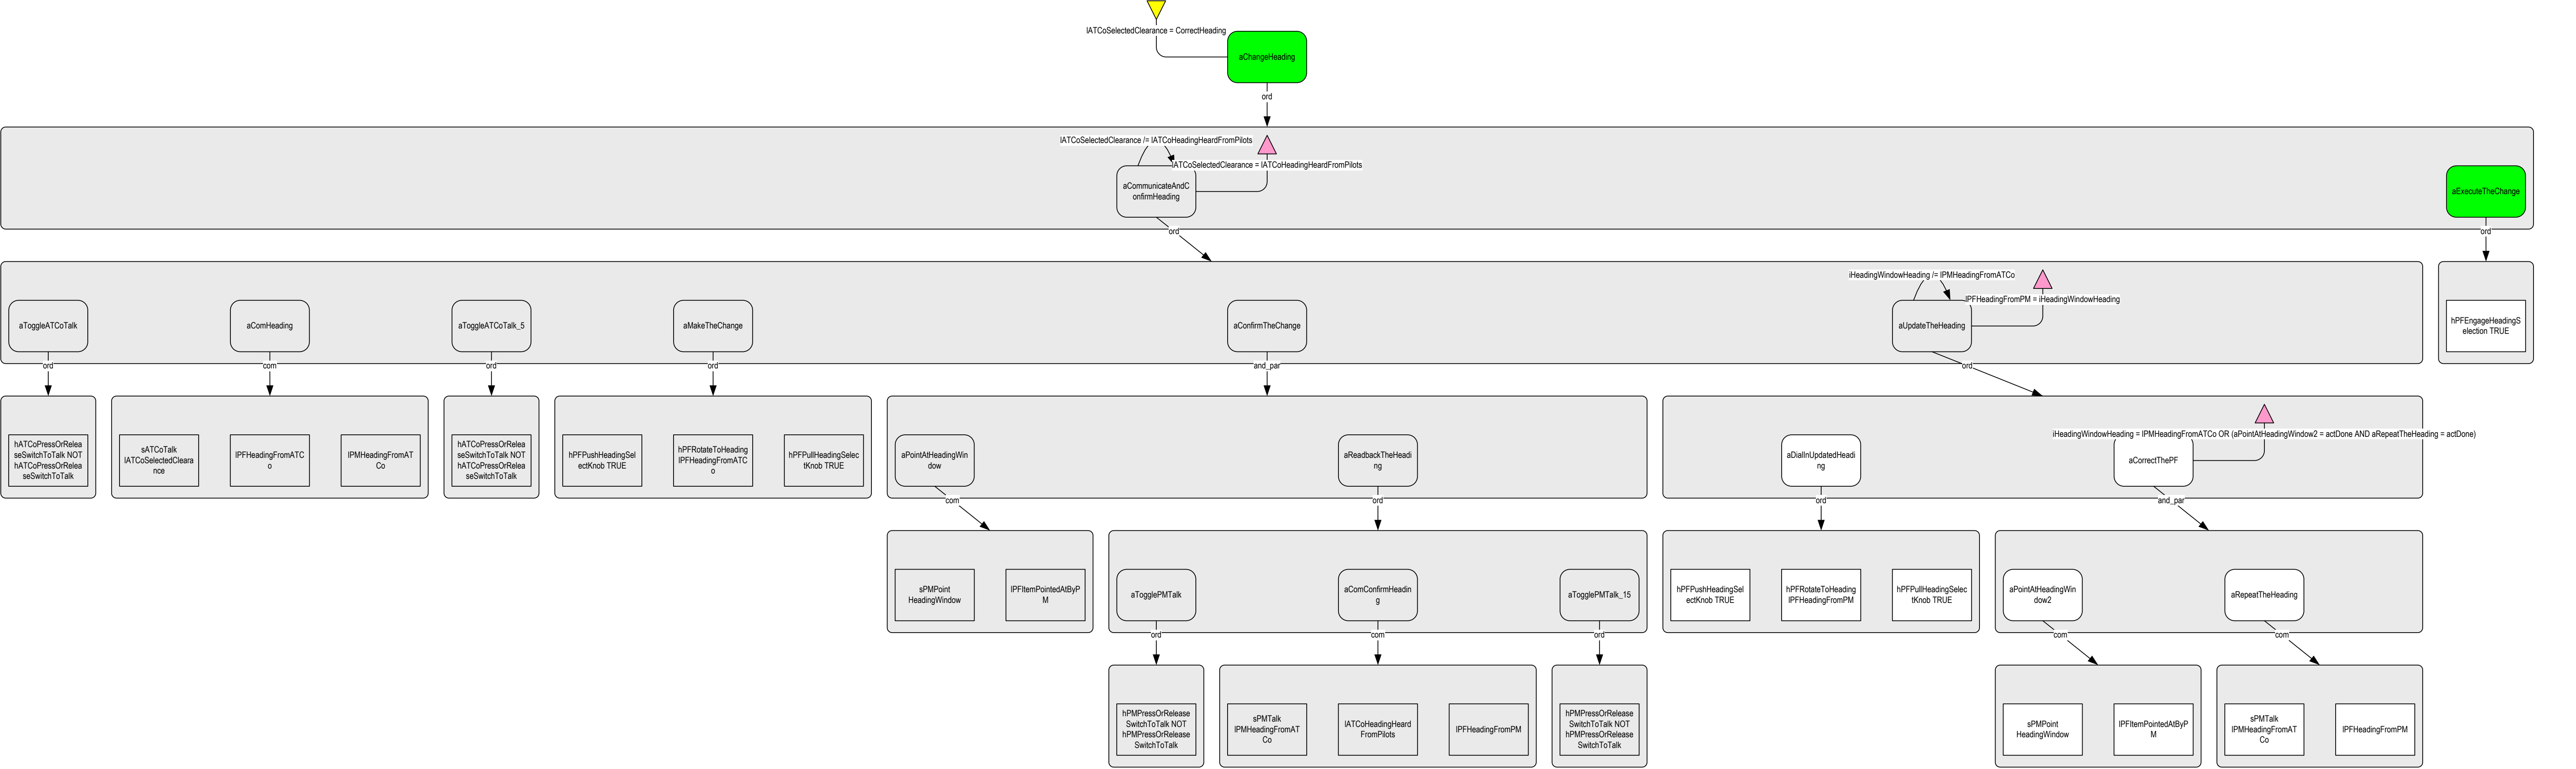 lATCoSelectedClearance = CorrectHeading
aChangeHeading
ord
lATCoSelectedClearance /= lATCoHeadingHeardFromPilots
lATCoSelectedClearance = lATCoHeadingHeardFromPilots
aCommunicateAndC
onfirmHeading
aExecuteTheChange
ord
ord
iHeadingWindowHeading /= lPMHeadingFromATCo
lPFHeadingFromPM = iHeadingWindowHeading
aToggleATCoTalk
aComHeading
aToggleATCoTalk_5
aMakeTheChange
aConfirmTheChange
aUpdateTheHeading
hPFEngageHeadingS
election TRUE
ord
com
ord
ord
and_par
ord
hATCoPressOrRelea
seSwitchToTalk NOT
hATCoPressOrRelea
seSwitchToTalk
sATCoTalk
lATCoSelectedCleara
nce
lPFHeadingFromATC
o
lPMHeadingFromAT
Co
hATCoPressOrRelea
seSwitchToTalk NOT
hATCoPressOrRelea
seSwitchToTalk
hPFPushHeadingSel
ectKnob TRUE
hPFRotateToHeading
lPFHeadingFromATC
o
hPFPullHeadingSelec
tKnob TRUE
aPointAtHeadingWin
dow
aReadbackTheHeadi
ng
aDialInUpdatedHeadi
ng
iHeadingWindowHeading = lPMHeadingFromATCo OR (aPointAtHeadingWindow2 = actDone AND aRepeatTheHeading = actDone)
aCorrectThePF
com
ord
ord
and_par
sPMPoint
HeadingWindow
lPFItemPointedAtByP
M
aTogglePMTalk
aComConfirmHeadin
g
aTogglePMTalk_15
hPFPushHeadingSel
ectKnob TRUE
hPFRotateToHeading
lPFHeadingFromPM
hPFPullHeadingSelec
tKnob TRUE
aPointAtHeadingWin
dow2
aRepeatTheHeading
ord
com
ord
com
com
hPMPressOrRelease
SwitchToTalk NOT
hPMPressOrRelease
SwitchToTalk
sPMTalk
lPMHeadingFromAT
Co
lATCoHeadingHeard
FromPilots
lPFHeadingFromPM
hPMPressOrRelease
SwitchToTalk NOT
hPMPressOrRelease
SwitchToTalk
sPMPoint
HeadingWindow
lPFItemPointedAtByP
M
sPMTalk
lPMHeadingFromAT
Co
lPFHeadingFromPM